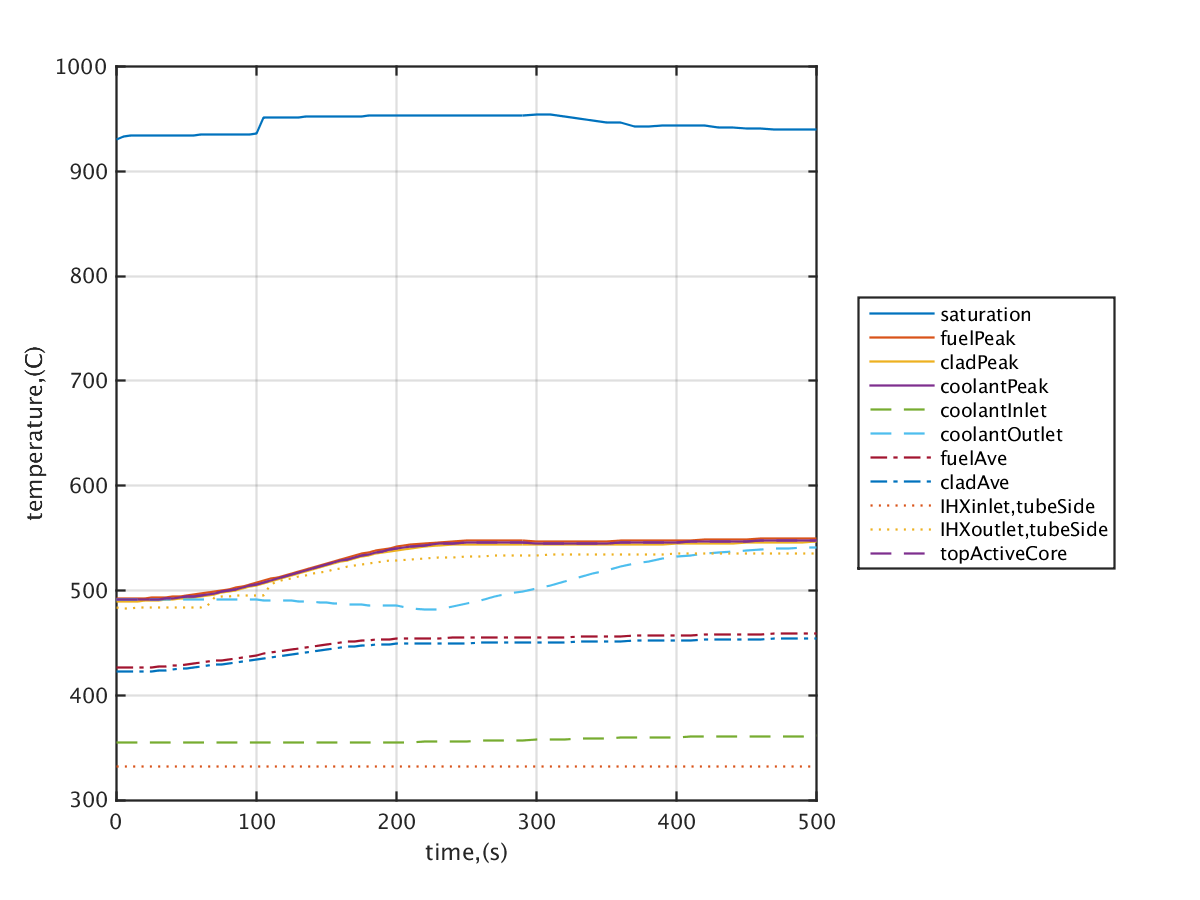 1000
900
800
700
600
500
400
300
temperature,(C)
0 100 200 300 400 500
time,(s)
saturation
fuelPeak
cladPeak
coolantPeak
coolantInlet
coolantOutlet
fuelAve
cladAve
IHXinlet,tubeSide
IHXoutlet,tubeSide
topActiveCore